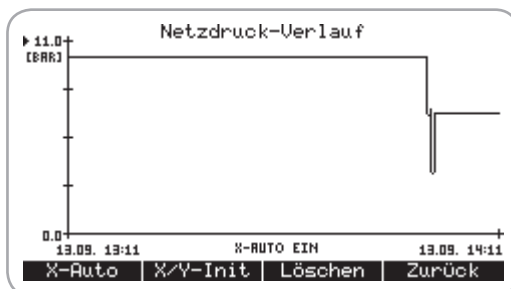 Netzdruck-Verlauf
11.0
[BAR]
0.0
13.09. 13:11 X-AUTO EIN 13.09. 14:11
X-Auto X/Y-Init Löschen Zurück